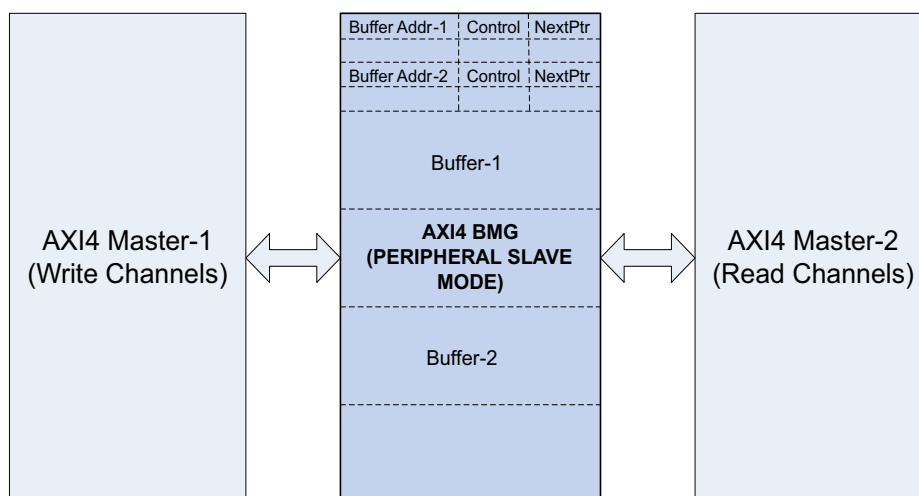 Buffer Addr-1 Control NextPtr
Buffer Addr-2 Control NextPtr
Buffer-1
AXI4 Master-1
(Write Channels)
AXI4 BMG
(PERIPHERAL SLAVE
MODE)
AXI4 Master-2
(Read Channels)
Buffer-2